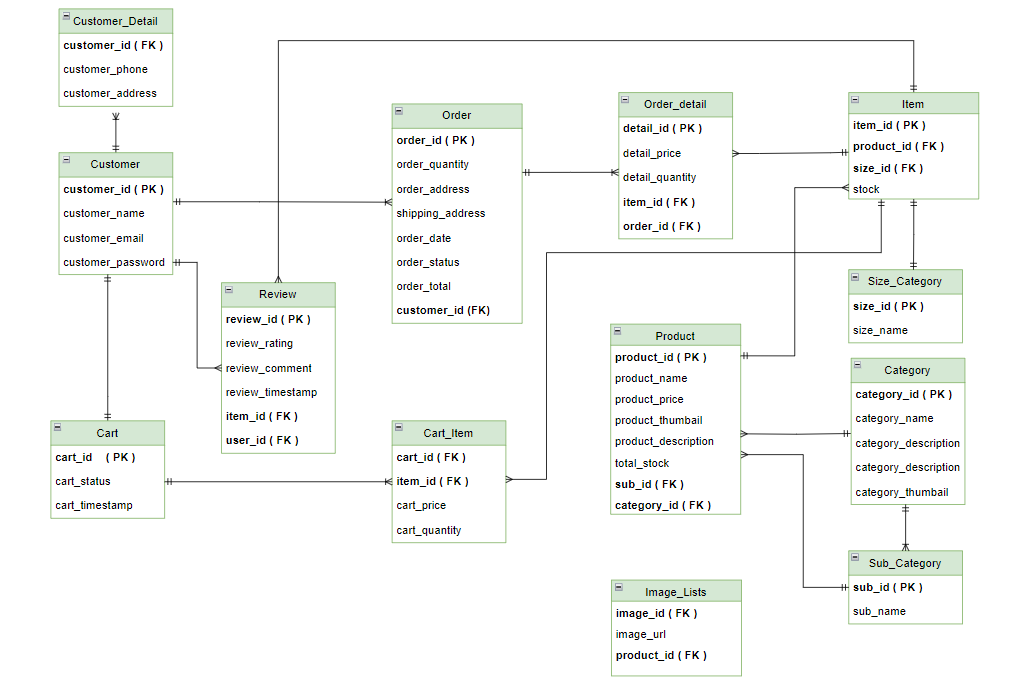 Customer_Detail
customer_id ( FK )
customer_phone
customer_address
Customer
customer_id ( PK )
customer_name
customer_email
customer_password
Order
order_id ( PK )
order_quantity
order_address
shipping_address
order_date
order_status
order_total
customer_id (FK)
Order_detail
detail_id ( PK )
detail_price
detail_quantity
item_id ( FK )
order_id ( FK )
Item
item_id ( PK )
product_id ( FK )
size_id ( FK )
stock
Review
review_id ( PK )
review_rating
review_comment
review_timestamp
item_id ( FK )
user_id ( FK )
Size_Category
size_id ( PK )
size_name
Product
product_id ( PK )
product_name
product_price
product_thumbail
product_description
total_stock
sub_id ( FK )
category_id ( FK )
Category
category_id ( PK )
category_name
category_description
category_description
category_thumbail
Cart
cart_id ( PK )
cart_status
cart_timestamp
Cart_Item
cart_id ( FK )
item_id ( FK )
cart_price
cart_quantity
Sub_Category
sub_id ( PK )
sub_name
Image_Lists
image_id ( FK )
image_url
product_id ( FK )